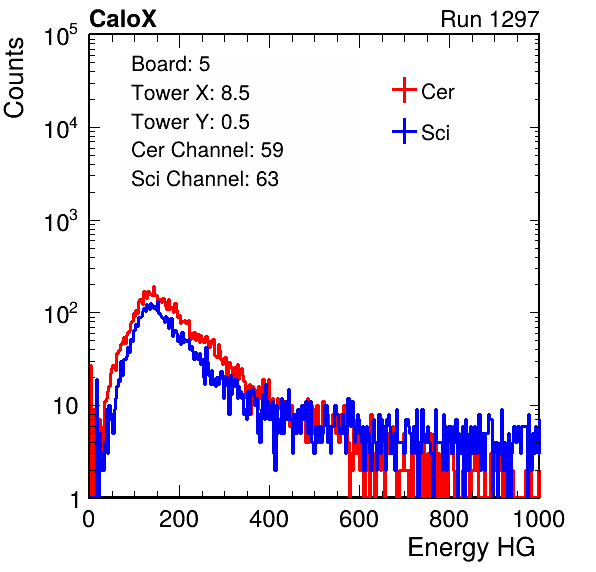 CaloX Run 1297
Counts
Board: 5
Tower X: 8.5
Tower Y: 0.5
Cer Channel: 59
Sci Channel: 63
Cer
Sci
10^5
10^4
10^3
10^2
10
1
0 200 400 600 800 1000
Energy HG